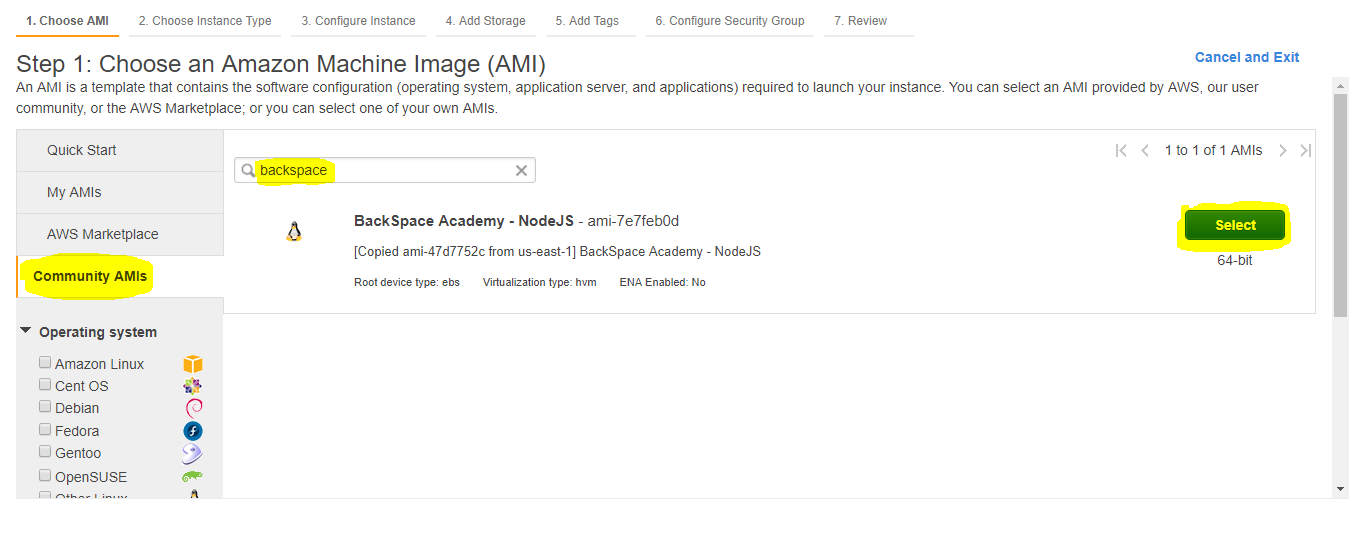 1. Choose AMI 2. Choose Instance Type 3. Configure Instance 4. Add Storage 5. Add Tags 6. Configure Security Group 7. Review
Step 1: Choose an Amazon Machine Image (AMI)
Cancel and Exit
An AMI is a template that contains the software configuration (operating system, application server, and applications) required to launch your instance. You can select an AMI provided by AWS, our user
community, or the AWS Marketplace; or you can select one of your own AMIs.
Quick Start
My AMIs
AWS Marketplace
Community AMIs
Operating system
Amazon Linux
Cent OS
Debian
Fedora
Gentoo
OpenSUSE
Other Linux
1 to 1 of 1 AMIs
backspace
BackSpace Academy - NodeJS - ami-7e7feb0d
[Copied ami-47d7752c from us-east-1] BackSpace Academy - NodeJS
Root device type: ebs Virtualization type: hvm ENA Enabled: No
Select
64-bit